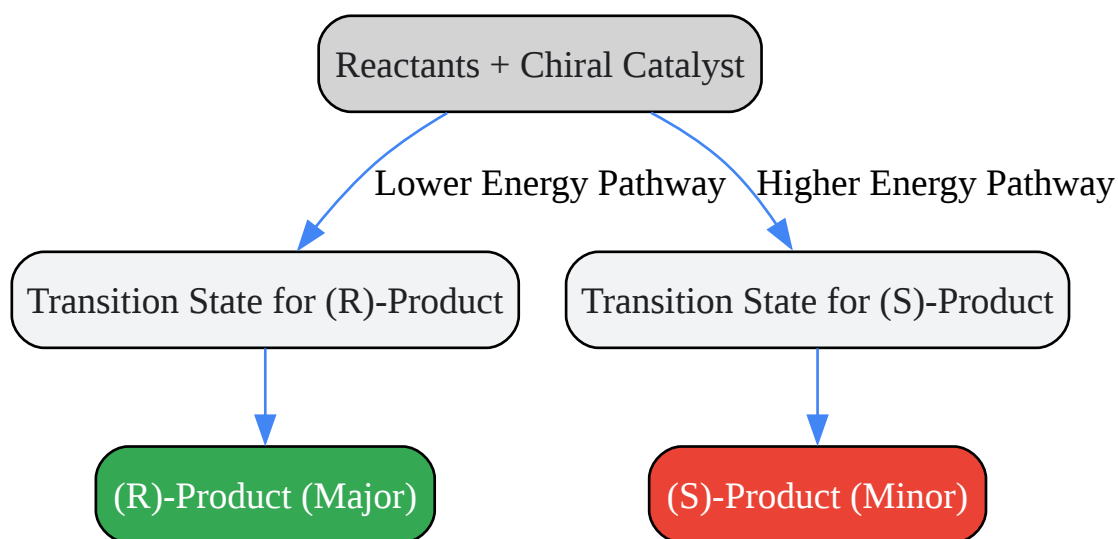 Reactants + Chiral Catalyst
Lower Energy Pathway
Higher Energy Pathway
Transition State for (R)-Product
Transition State for (S)-Product
(R)-Product (Major)
(S)-Product (Minor)